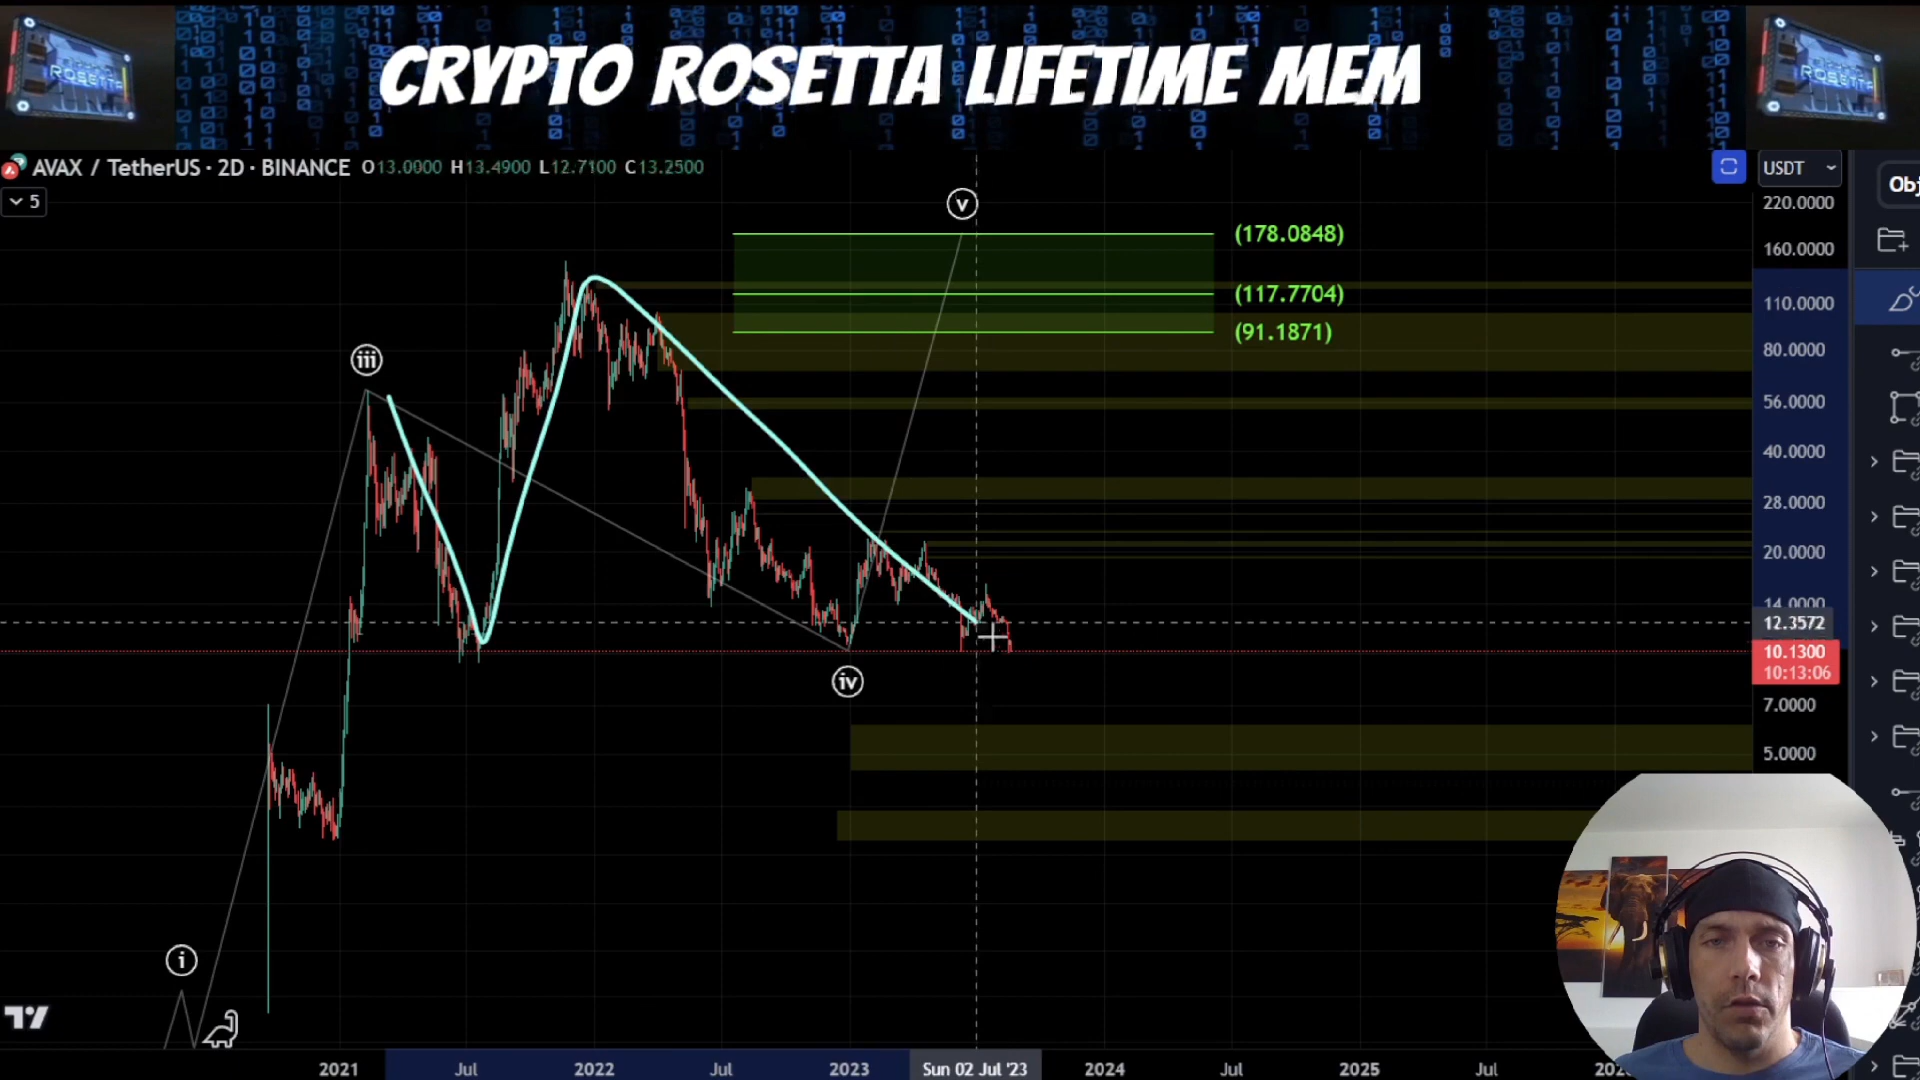 CRYPTO ROSETTA LIFETIME MEM
ROSETTA
ROSETTA
AVAX / TetherUS · 2D · BINANCE O13.0000 H13.4900 L12.7100 C13.2500
USDT
5
Obj
220.0000
v
(178.0848)
160.0000
(117.7704)
110.0000
(91.1871)
80.0000
iii
56.0000
40.0000
28.0000
20.0000
14.0000
12.3572
10.1300
10:13:06
iv
7.0000
5.0000
i
2021 Jul 2022 Jul 2023 Sun 02 Jul '23 2024 Jul 2025 Jul